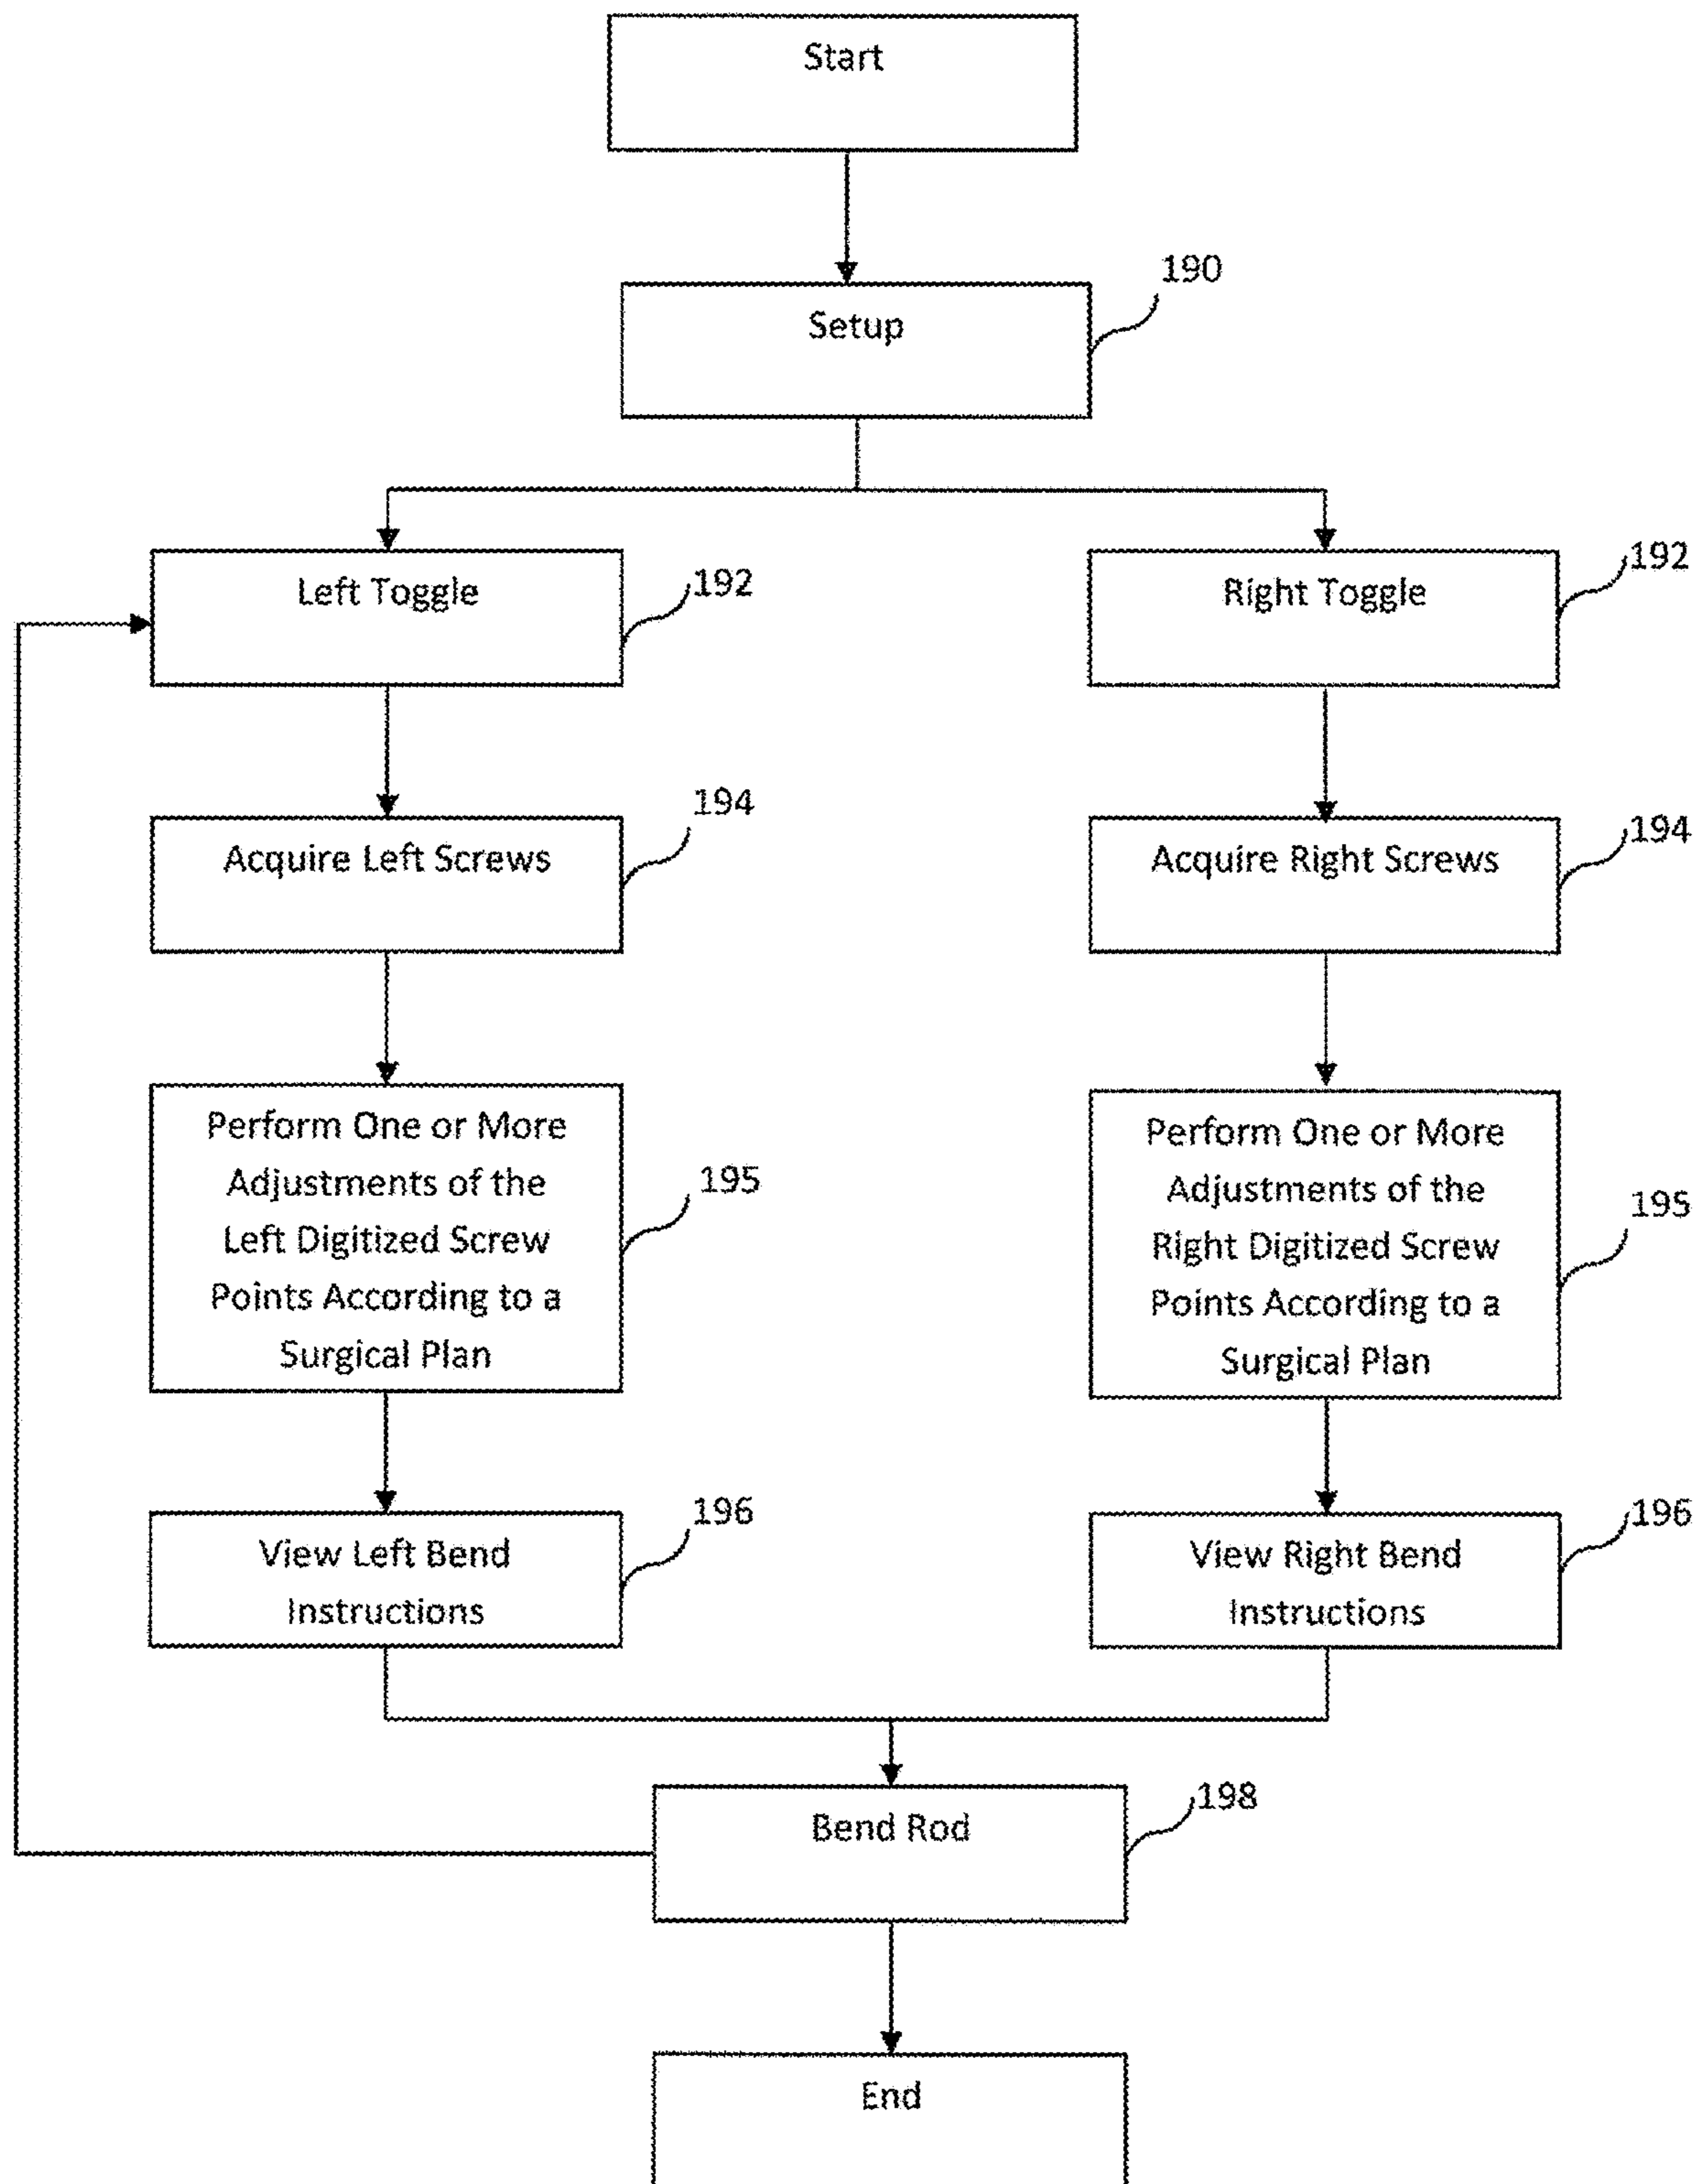 Start
190
Setup
Left Toggle
192
Right Toggle
192
Acquire Left Screws
194
Acquire Right Screws
194
Perform One or More
Adjustments of the
Left Digitized Screw
Points According to a
Surgical Plan
195
Perform One or More
Adjustments of the
Right Digitized Screw
Points According to a
Surgical Plan
195
View Left Bend
Instructions
196
View Right Bend
Instructions
196
Bend Rod
198
End